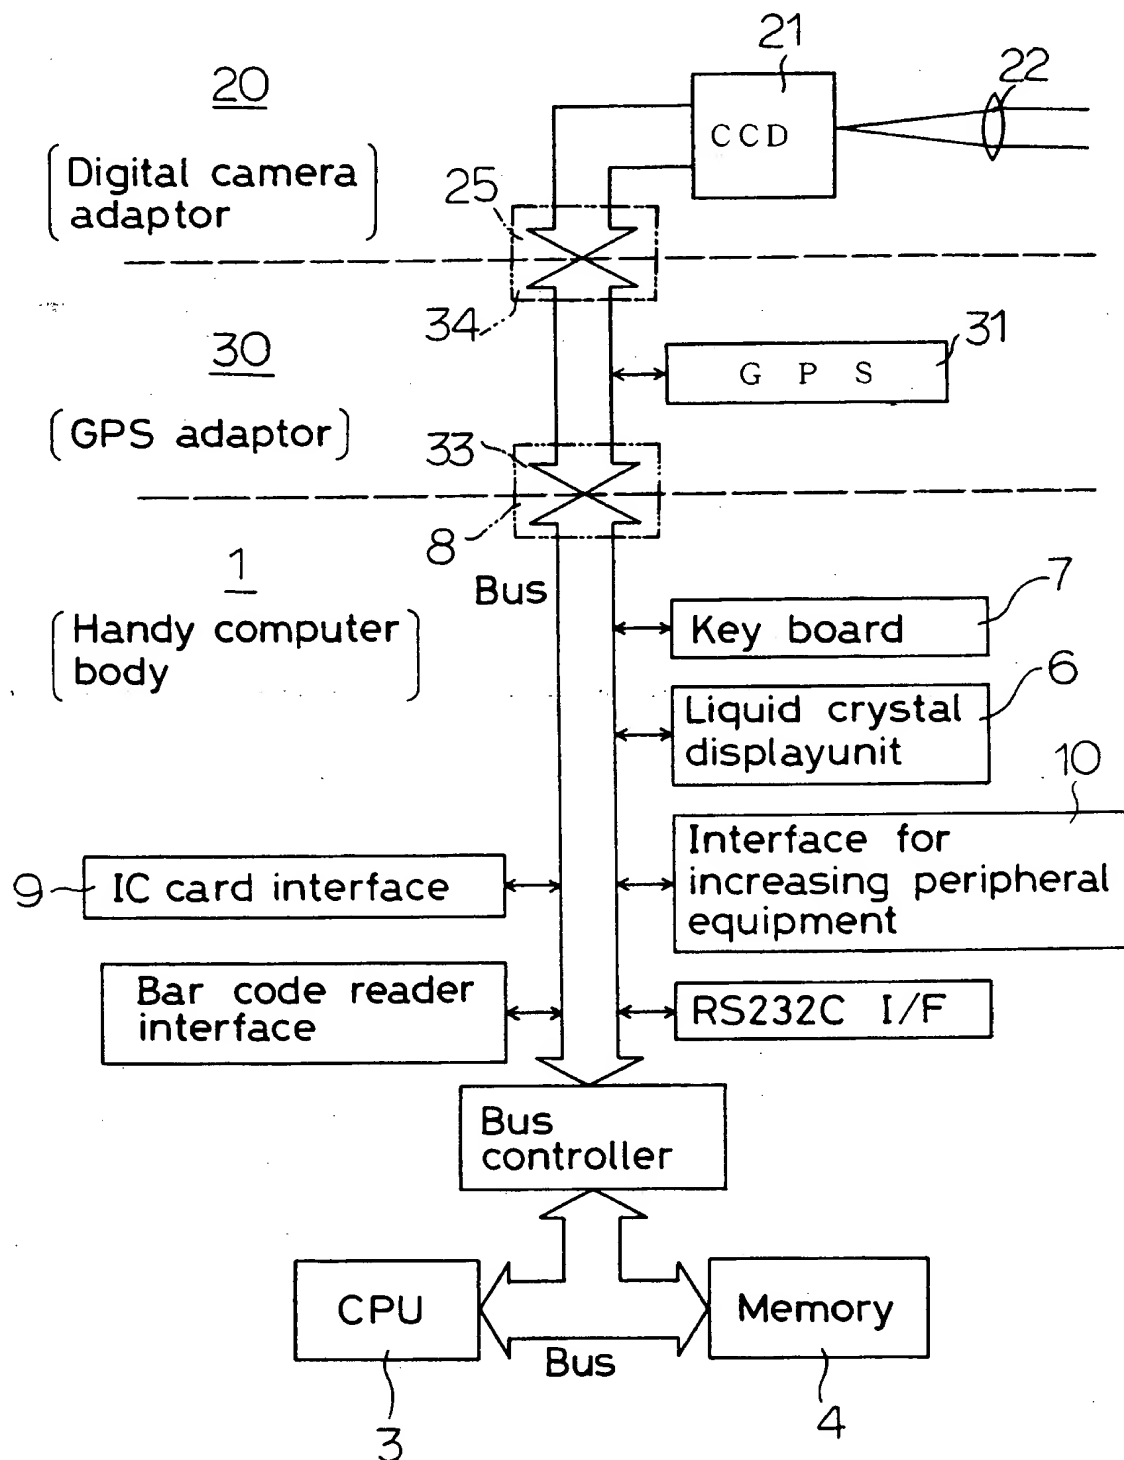 21
22
20
CCD
Digital camera
adaptor
25
34
31
30
G P S
GPS adaptor
33
8
1
Bus
7
Handy computer
body
Key board
6
Liquid crystal
displayunit
10
Interface for
increasing peripheral
equipment
9
IC card interface
Bar code reader
interface
RS232C I/F
Bus
controller
CPU
Memory
Bus
3
4